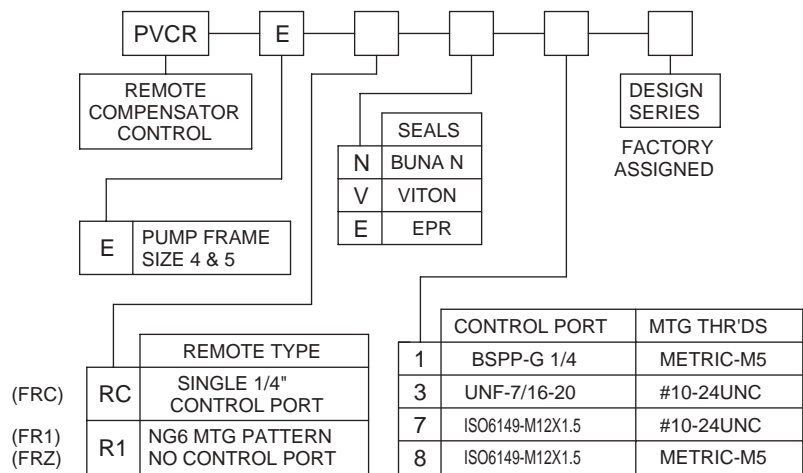 PVCR E
REMOTE
COMPENSATOR
CONTROL
DESIGN
SERIES
FACTORY
ASSIGNED
SEALS
N BUNA N
V VITON
E EPR
E PUMP FRAME
SIZE 4 & 5
REMOTE TYPE
(FRC) RC SINGLE 1/4"
CONTROL PORT
(FR1) R1 NG6 MTG PATTERN
(FRZ) NO CONTROL PORT
CONTROL PORT MTG THR'DS
1 BSPP-G 1/4 METRIC-M5
3 UNF-7/16-20 #10-24UNC
7 ISO6149-M12X1.5 #10-24UNC
8 ISO6149-M12X1.5 METRIC-M5